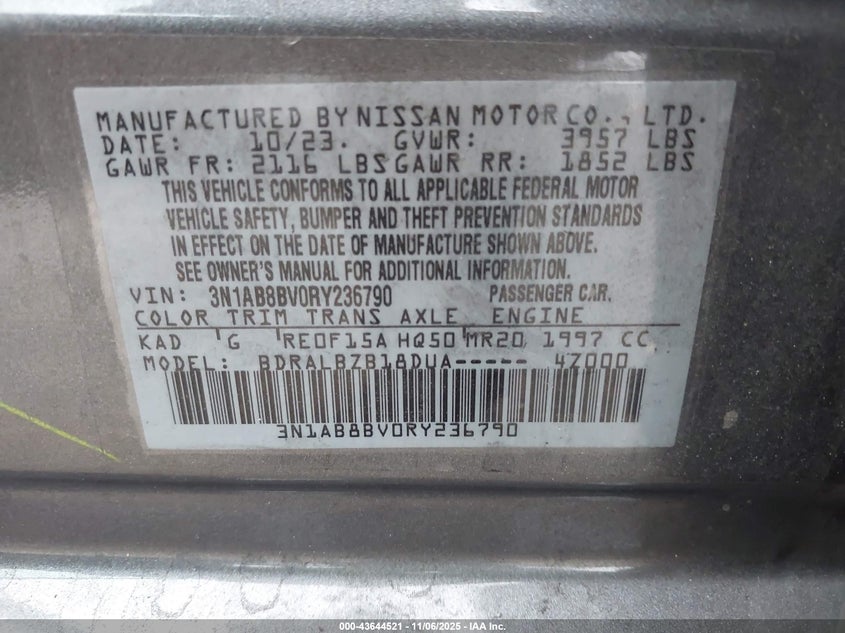 MANUFACTURED BY NISSAN MOTOR CO., LTD.
DATE: 10/23. GVWR: 3957 LBS
GAWR FR: 2116 LBS GAWR RR: 1852 LBS
THIS VEHICLE CONFORMS TO ALL APPLICABLE FEDERAL MOTOR
VEHICLE SAFETY, BUMPER AND THEFT PREVENTION STANDARDS
IN EFFECT ON THE DATE OF MANUFACTURE SHOWN ABOVE.
SEE OWNER'S MANUAL FOR ADDITIONAL INFORMATION.
VIN: 3N1AB8BV0RY236790 PASSENGER CAR.
COLOR TRIM TRANS AXLE ENGINE
KAD G RE0F15A HQ50 MR20 1997 CC
MODEL: BDRALBZB18DUA----- 4Z000
3N1AB8BV0RY236790
000-43644521 - 11/06/2025 - IAA Inc.